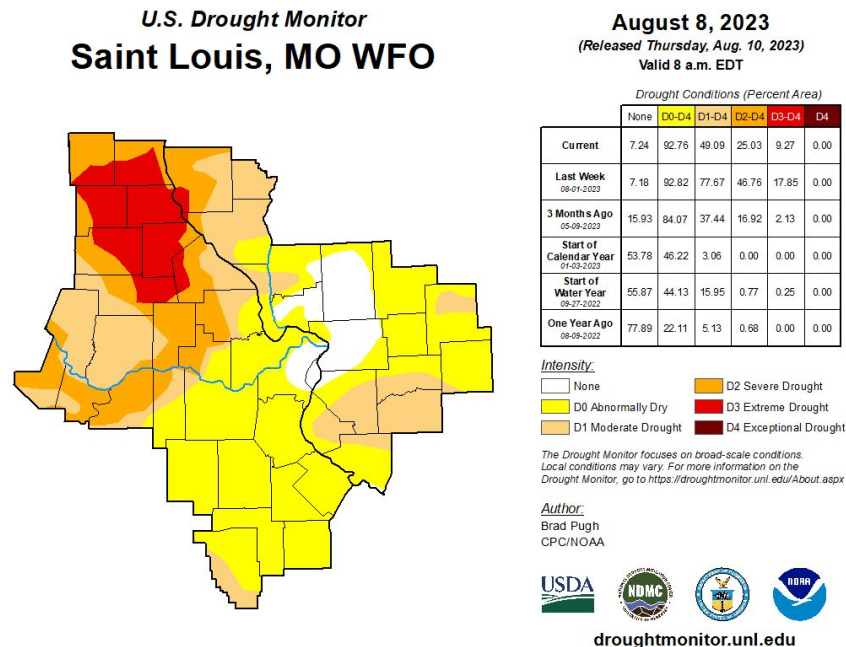 U.S. Drought Monitor
Saint Louis, MO WFO
August 8, 2023
(Released Thursday, Aug. 10, 2023)
Valid 8 a.m. EDT
Drought Conditions (Percent Area)
None D0-D4 D1-D4 D2-D4 D3-D4 D4
Current 7.24 92.76 49.09 25.03 9.27 0.00
Last Week
08-01-2023 7.18 92.82 77.67 46.76 17.85 0.00
3 Months Ago
05-09-2023 15.93 84.07 37.44 16.92 2.13 0.00
Start of
Calendar Year
01-03-2023 53.78 46.22 3.06 0.00 0.00 0.00
Start of
Water Year
09-27-2022 55.87 44.13 15.95 0.77 0.25 0.00
One Year Ago
08-09-2022 77.89 22.11 5.13 0.68 0.00 0.00
Intensity:
None
D0 Abnormally Dry
D1 Moderate Drought
D2 Severe Drought
D3 Extreme Drought
D4 Exceptional Drought
The Drought Monitor focuses on broad-scale conditions.
Local conditions may vary. For more information on the
Drought Monitor, go to https://droughtmonitor.unl.edu/About.aspx
Author:
Brad Pugh
CPC/NOAA
USDA
NDMC
NOAA
droughtmonitor.unl.edu